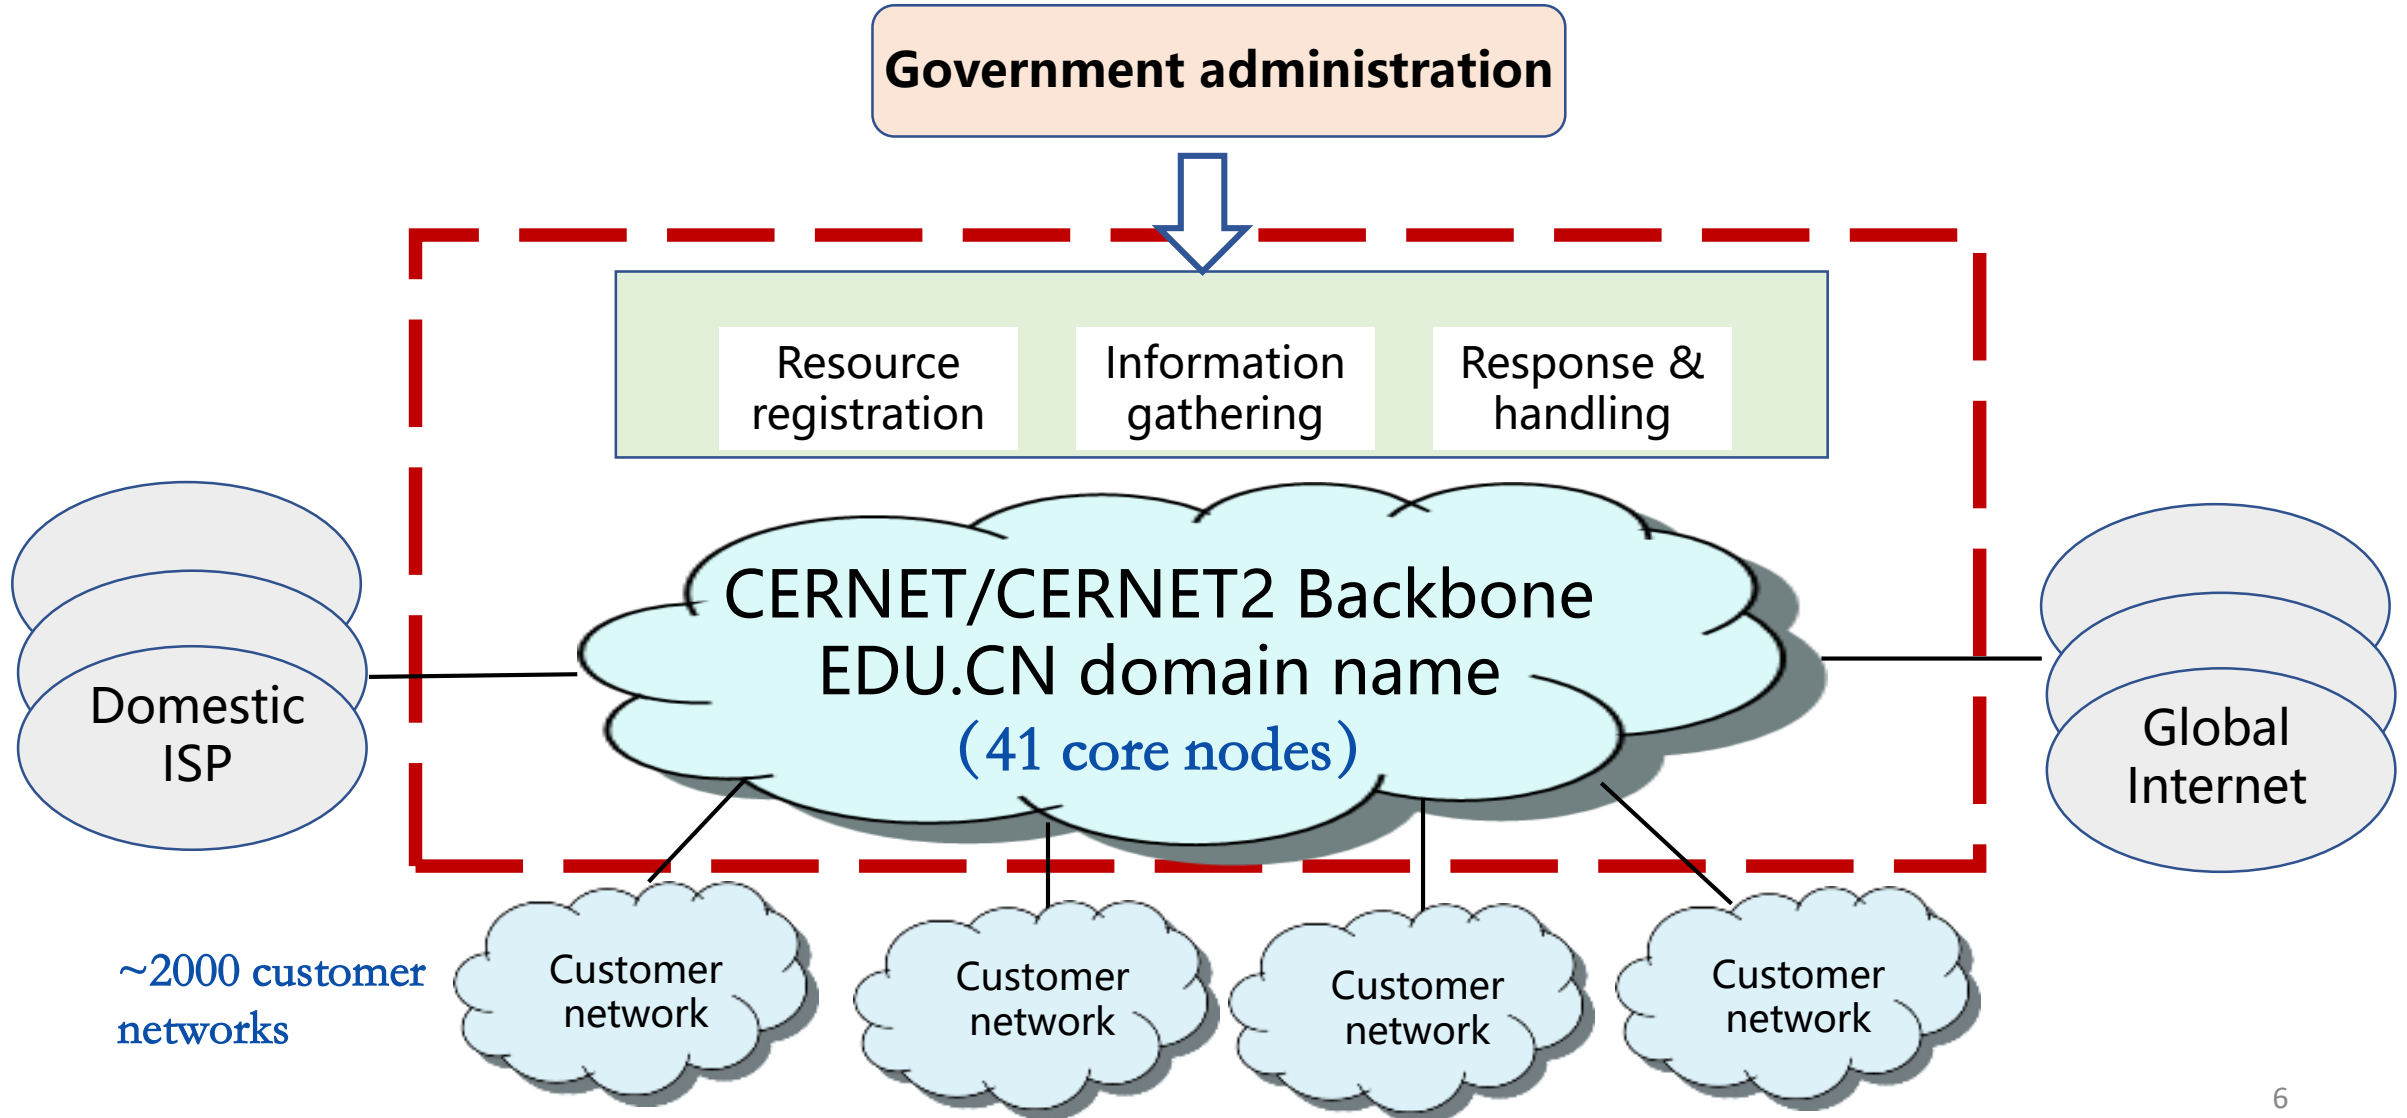 Government administration
Resource
registration
Information
gathering
Response &
handling
CERNET/CERNET2 Backbone
EDU.CN domain name
（41 core nodes）
Domestic
ISP
Global
Internet
~2000 customer
networks
Customer
network
Customer
network
Customer
network
Customer
network
6